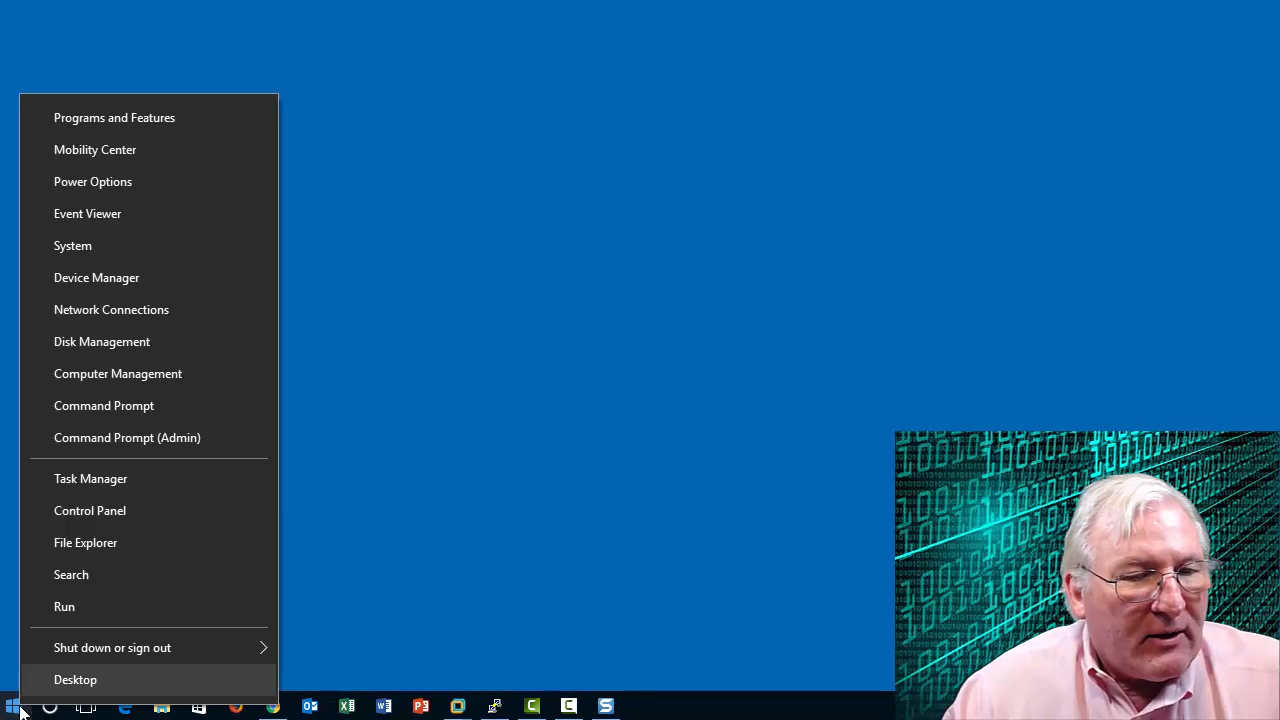 Programs and Features
Mobility Center
Power Options
Event Viewer
System
Device Manager
Network Connections
Disk Management
Computer Management
Command Prompt
Command Prompt (Admin)
Task Manager
Control Panel
File Explorer
Search
Run
Shut down or sign out
Desktop